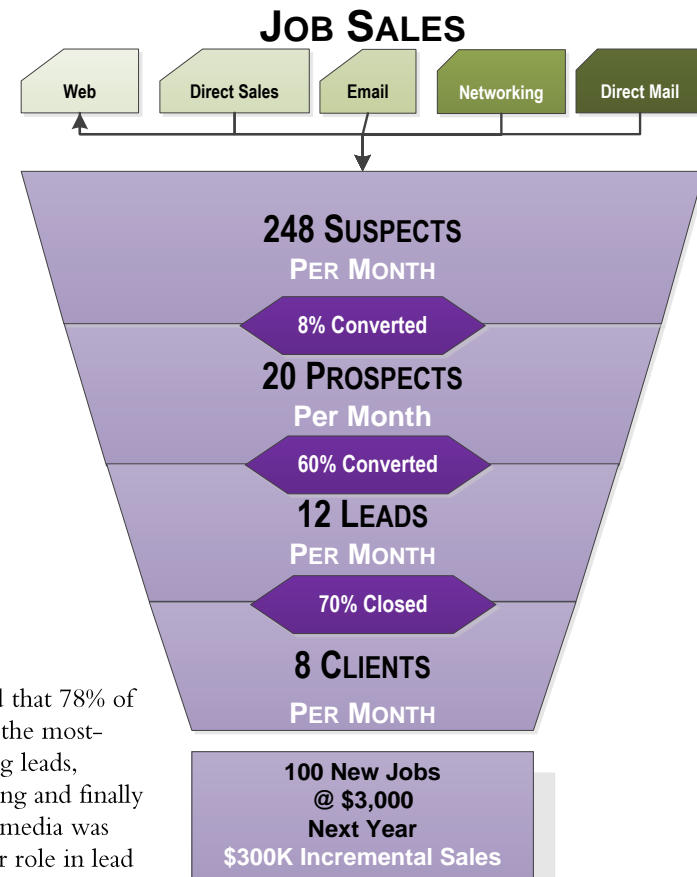 JOB SALES
Web
Direct Sales
Email
Networking
Direct Mail
248 SUSPECTS
PER MONTH
8% Converted
20 PROSPECTS
Per Month
60% Converted
12 LEADS
PER MONTH
70% Closed
8 CLIENTS
PER MONTH
100 New Jobs
@ $3,000
Next Year
$300K Incremental Sales
that 78% of
the most-
leads,
and finally
media was
role in lead